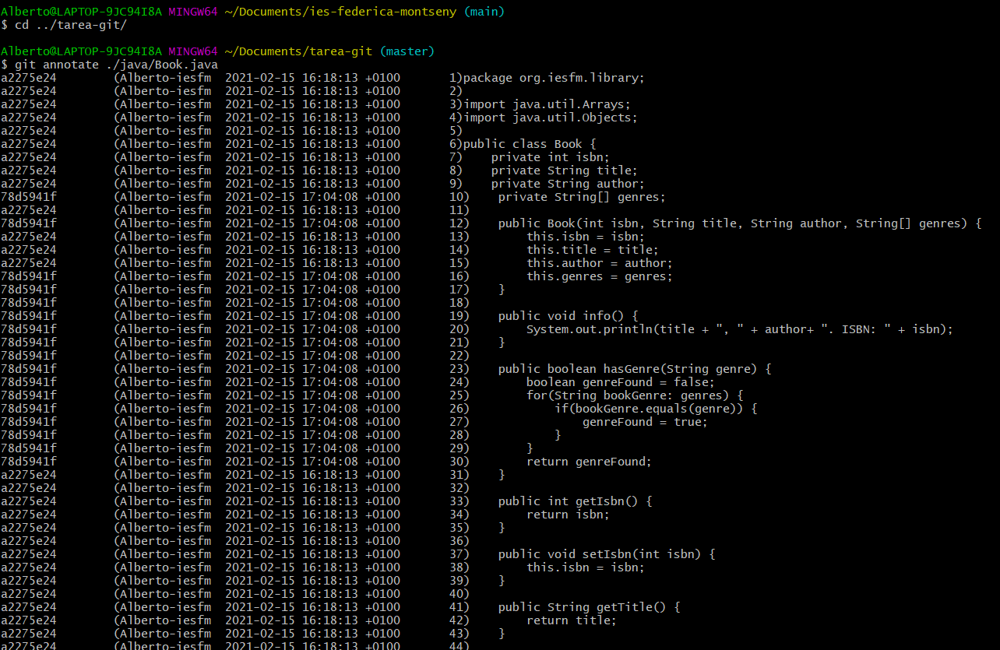 Alberto@LAPTOP-9JC94I8A MINGW64 ~/Documents/ies-federica-montseny (main)
$ cd ../tarea-git/

Alberto@LAPTOP-9JC94I8A MINGW64 ~/Documents/tarea-git (master)
$ git annotate ./java/Book.java
a2275e24        (Alberto-iesfm  2021-02-15 16:18:13 +0100       1)package org.iesfm.library;
a2275e24        (Alberto-iesfm  2021-02-15 16:18:13 +0100       2)
a2275e24        (Alberto-iesfm  2021-02-15 16:18:13 +0100       3)import java.util.Arrays;
a2275e24        (Alberto-iesfm  2021-02-15 16:18:13 +0100       4)import java.util.Objects;
a2275e24        (Alberto-iesfm  2021-02-15 16:18:13 +0100       5)
a2275e24        (Alberto-iesfm  2021-02-15 16:18:13 +0100       6)public class Book {
a2275e24        (Alberto-iesfm  2021-02-15 16:18:13 +0100       7)    private int isbn;
a2275e24        (Alberto-iesfm  2021-02-15 16:18:13 +0100       8)    private String title;
a2275e24        (Alberto-iesfm  2021-02-15 16:18:13 +0100       9)    private String author;
78d5941f        (Alberto-iesfm  2021-02-15 17:04:08 +0100       10)    private String[] genres;
a2275e24        (Alberto-iesfm  2021-02-15 16:18:13 +0100       11)
78d5941f        (Alberto-iesfm  2021-02-15 17:04:08 +0100       12)    public Book(int isbn, String title, String author, String[] genres) {
a2275e24        (Alberto-iesfm  2021-02-15 16:18:13 +0100       13)        this.isbn = isbn;
a2275e24        (Alberto-iesfm  2021-02-15 16:18:13 +0100       14)        this.title = title;
a2275e24        (Alberto-iesfm  2021-02-15 16:18:13 +0100       15)        this.author = author;
78d5941f        (Alberto-iesfm  2021-02-15 17:04:08 +0100       16)        this.genres = genres;
78d5941f        (Alberto-iesfm  2021-02-15 17:04:08 +0100       17)    }
78d5941f        (Alberto-iesfm  2021-02-15 17:04:08 +0100       18)
78d5941f        (Alberto-iesfm  2021-02-15 17:04:08 +0100       19)    public void info() {
78d5941f        (Alberto-iesfm  2021-02-15 17:04:08 +0100       20)        System.out.println(title + ", " + author+ ". ISBN: " + isbn);
78d5941f        (Alberto-iesfm  2021-02-15 17:04:08 +0100       21)    }
78d5941f        (Alberto-iesfm  2021-02-15 17:04:08 +0100       22)
78d5941f        (Alberto-iesfm  2021-02-15 17:04:08 +0100       23)    public boolean hasGenre(String genre) {
78d5941f        (Alberto-iesfm  2021-02-15 17:04:08 +0100       24)        boolean genreFound = false;
78d5941f        (Alberto-iesfm  2021-02-15 17:04:08 +0100       25)        for(String bookGenre: genres) {
78d5941f        (Alberto-iesfm  2021-02-15 17:04:08 +0100       26)            if(bookGenre.equals(genre)) {
78d5941f        (Alberto-iesfm  2021-02-15 17:04:08 +0100       27)                genreFound = true;
78d5941f        (Alberto-iesfm  2021-02-15 17:04:08 +0100       28)            }
78d5941f        (Alberto-iesfm  2021-02-15 17:04:08 +0100       29)        }
78d5941f        (Alberto-iesfm  2021-02-15 17:04:08 +0100       30)        return genreFound;
a2275e24        (Alberto-iesfm  2021-02-15 16:18:13 +0100       31)    }
a2275e24        (Alberto-iesfm  2021-02-15 16:18:13 +0100       32)
a2275e24        (Alberto-iesfm  2021-02-15 16:18:13 +0100       33)    public int getIsbn() {
a2275e24        (Alberto-iesfm  2021-02-15 16:18:13 +0100       34)        return isbn;
a2275e24        (Alberto-iesfm  2021-02-15 16:18:13 +0100       35)    }
a2275e24        (Alberto-iesfm  2021-02-15 16:18:13 +0100       36)
a2275e24        (Alberto-iesfm  2021-02-15 16:18:13 +0100       37)    public void setIsbn(int isbn) {
a2275e24        (Alberto-iesfm  2021-02-15 16:18:13 +0100       38)        this.isbn = isbn;
a2275e24        (Alberto-iesfm  2021-02-15 16:18:13 +0100       39)    }
a2275e24        (Alberto-iesfm  2021-02-15 16:18:13 +0100       40)
a2275e24        (Alberto-iesfm  2021-02-15 16:18:13 +0100       41)    public String getTitle() {
a2275e24        (Alberto-iesfm  2021-02-15 16:18:13 +0100       42)        return title;
a2275e24        (Alberto-iesfm  2021-02-15 16:18:13 +0100       43)    }
a2275e24        (Alberto-iesfm  2021-02-15 16:18:13 +0100       44)